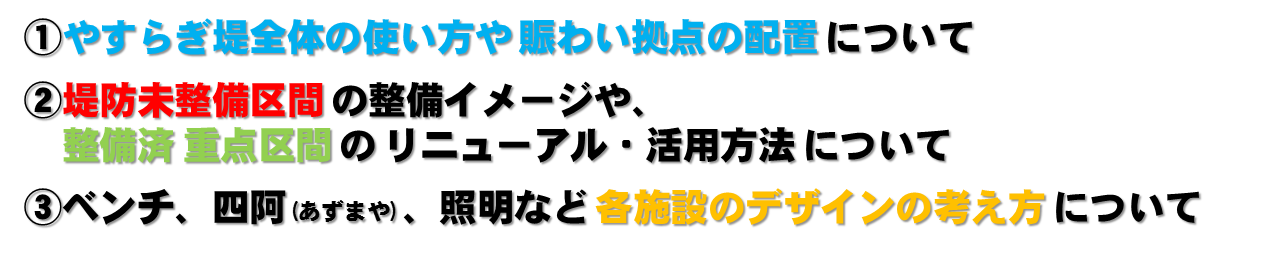 ①やすらぎ堤全体の使い方や賑わい拠点の配置について
②堤防未整備区間の整備イメージや、
整備済 重点区間のリニューアル・活用方法について
③ベンチ、四阿(あずまや)、照明など各施設のデザインの考え方について